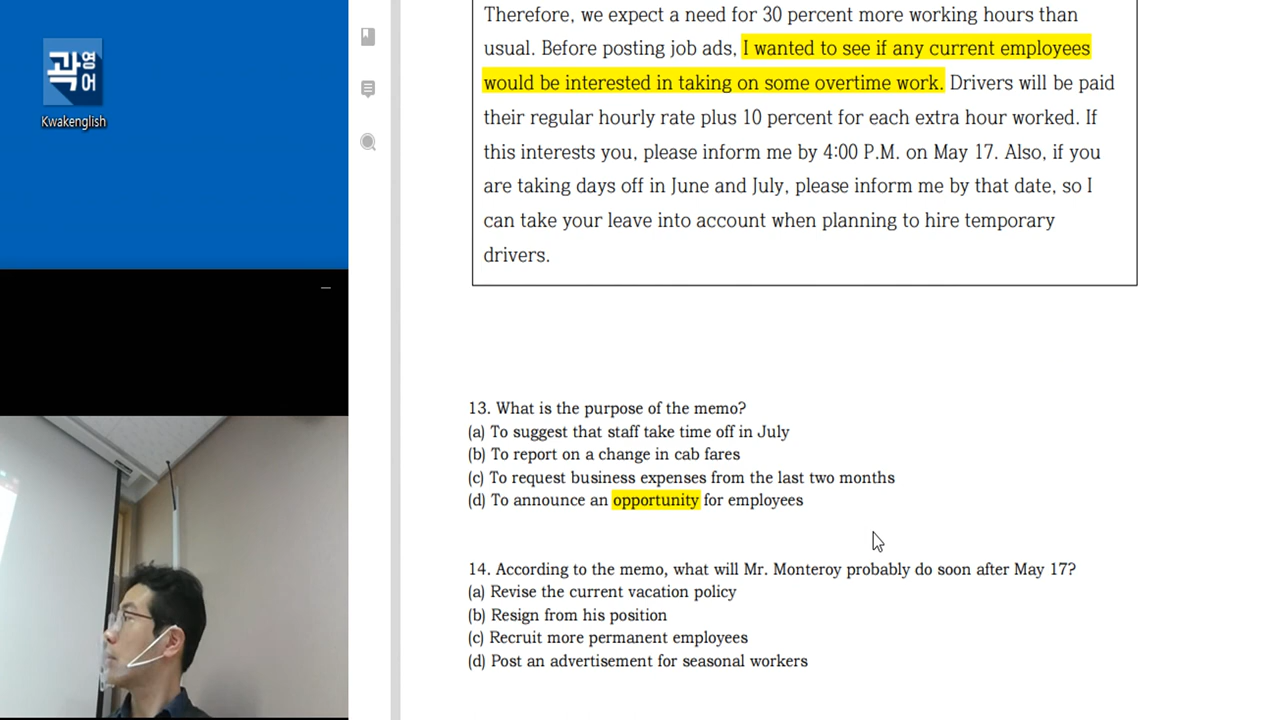 곽영어
Kwakenglish
Therefore, we expect a need for 30 percent more working hours than
usual. Before posting job ads, I wanted to see if any current employees
would be interested in taking on some overtime work. Drivers will be paid
their regular hourly rate plus 10 percent for each extra hour worked. If
this interests you, please inform me by 4:00 P.M. on May 17. Also, if you
are taking days off in June and July, please inform me by that date, so I
can take your leave into account when planning to hire temporary
drivers.
13. What is the purpose of the memo?
(a) To suggest that staff take time off in July
(b) To report on a change in cab fares
(c) To request business expenses from the last two months
(d) To announce an opportunity for employees
14. According to the memo, what will Mr. Monteroy probably do soon after May 17?
(a) Revise the current vacation policy
(b) Resign from his position
(c) Recruit more permanent employees
(d) Post an advertisement for seasonal workers